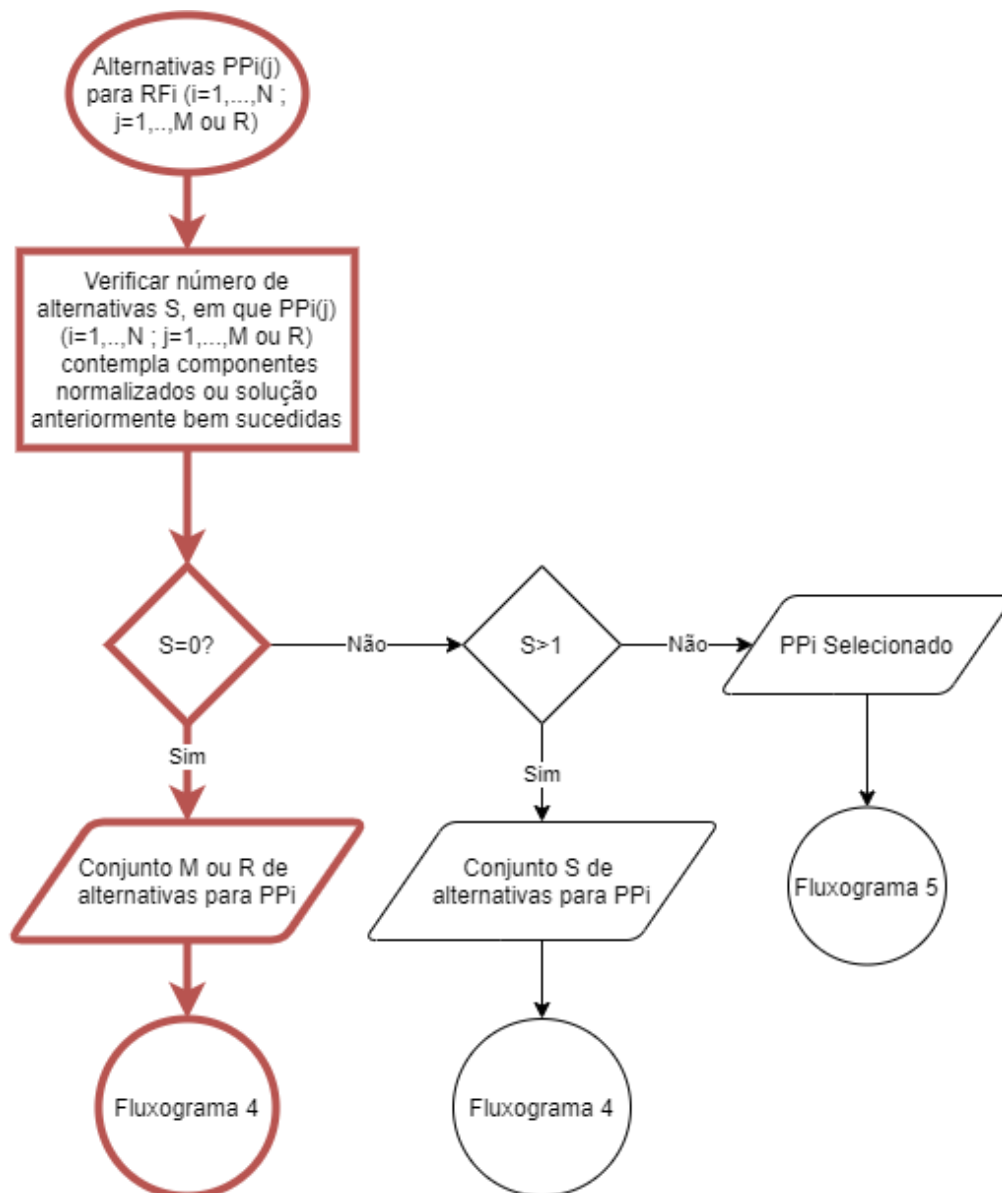 Alternativas PPi(j)
para RFi (i=1,...,N ;
j=1,..,M ou R)
Verificar número de
alternativas S, em que PPi(j)
(i=1,..,N ; j=1,...,M ou R)
contempla componentes
normalizados ou solução
anteriormente bem sucedidas
S=0?
Não
S>1
Não
PPi Selecionado
Sim
Sim
Conjunto M ou R de
alternativas para PPi
Conjunto S de
alternativas para PPi
Fluxograma 5
Fluxograma 4
Fluxograma 4